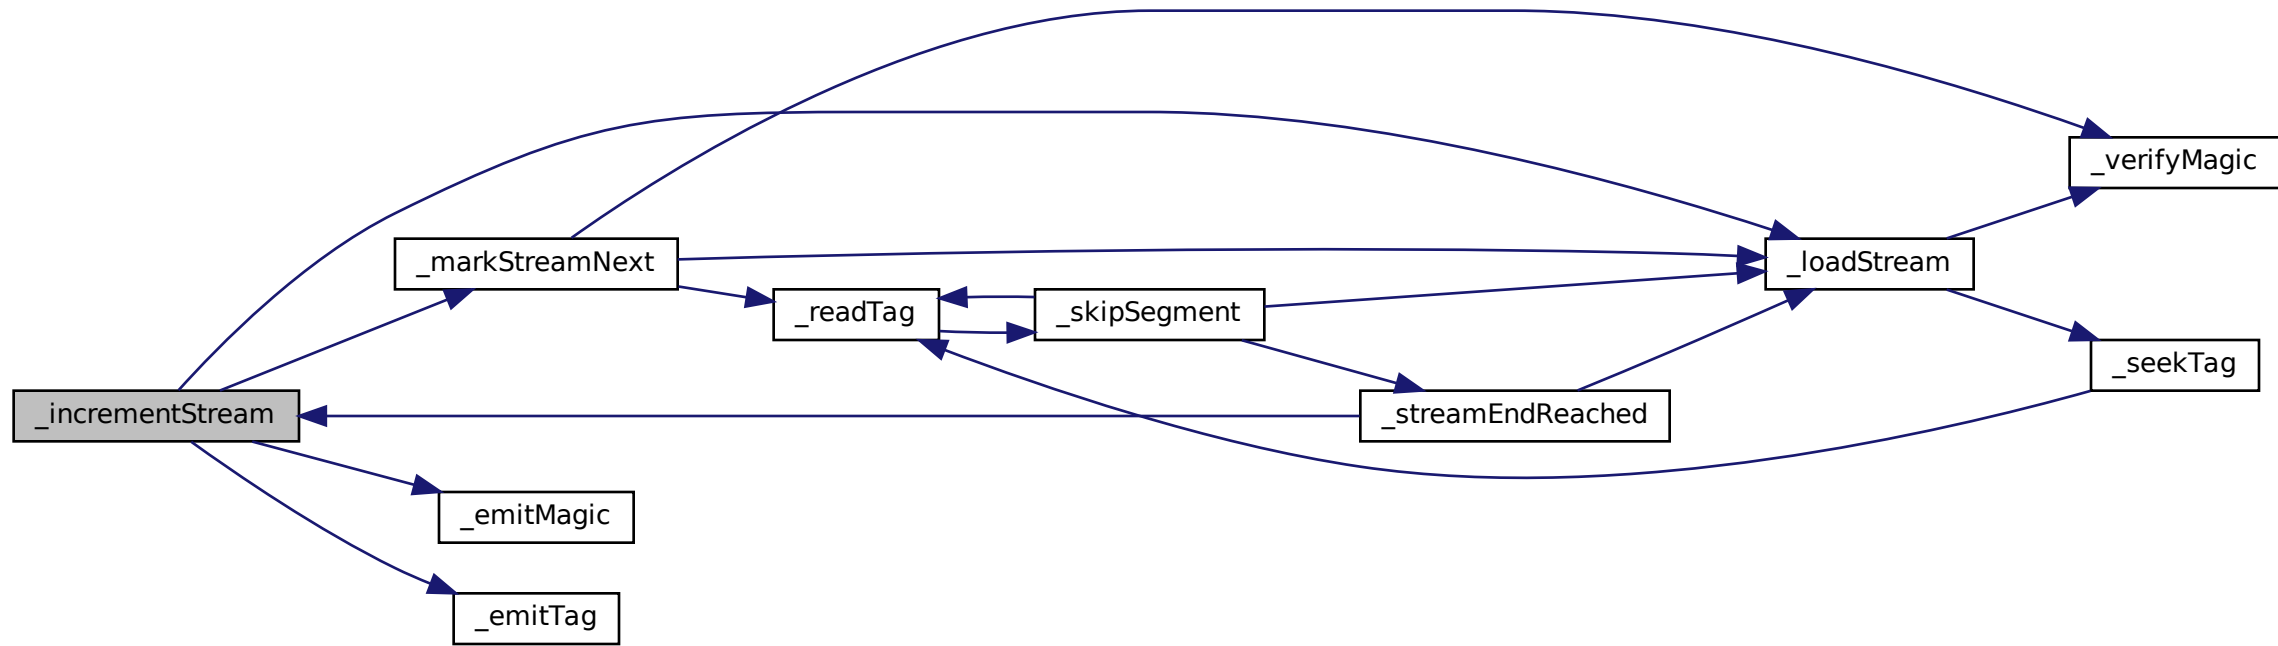 _verifyMagic
_markStreamNext
_loadStream
_readTag
_skipSegment
_seekTag
_incrementStream
_streamEndReached
_emitMagic
_emitTag